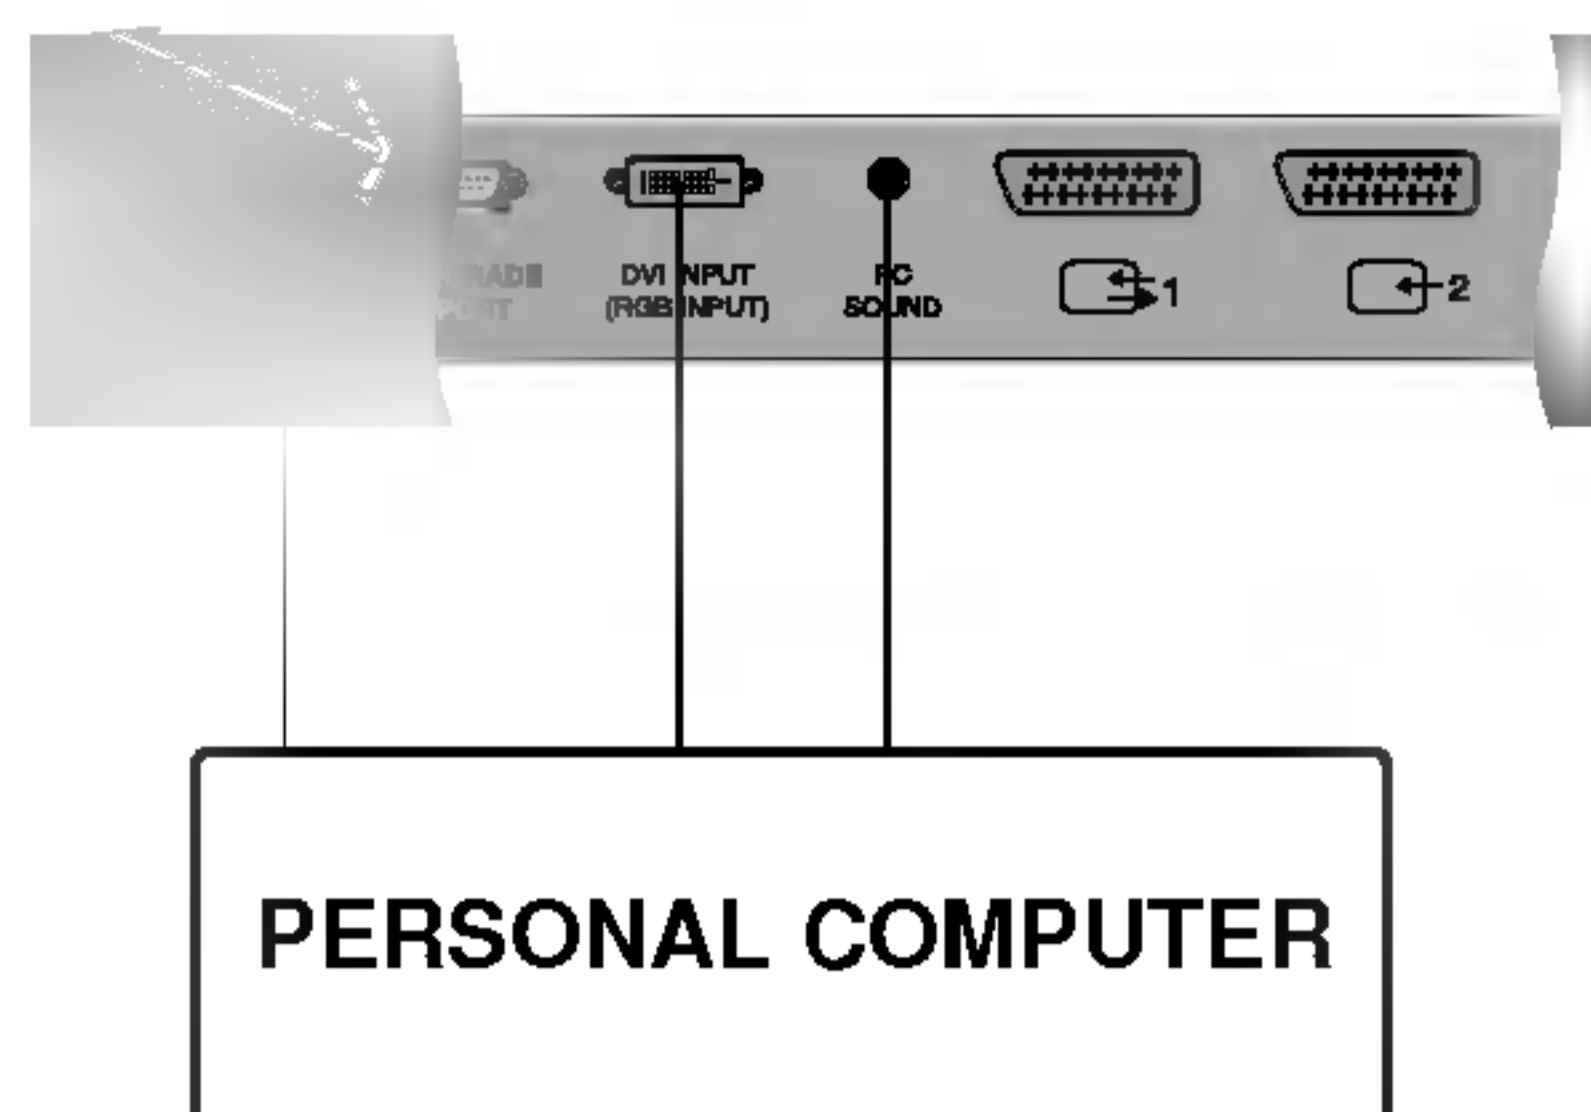 DVI INPUT
(RGB INPUT)
PC
SOUND
1
2
PERSONAL COMPUTER